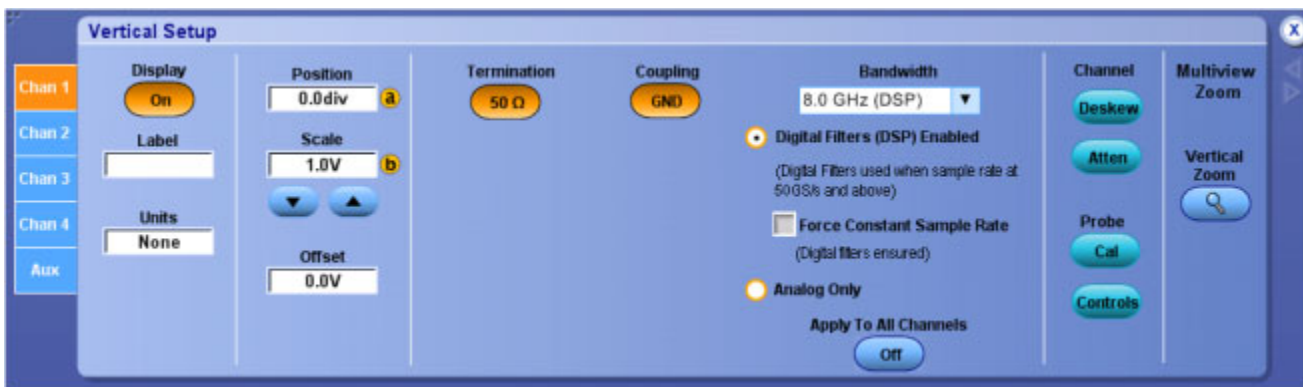 Vertical Setup
X
Chan 1
Chan 2
Chan 3
Chan 4
Aux
Display
On
Label
Units
None
Position
0.0div
a
Scale
1.0V
b
Offset
0.0V
Termination
50 Ω
Coupling
GND
Bandwidth
8.0 GHz (DSP)
Digital Filters (DSP) Enabled
(Digital Filters used when sample rate at
50GS/s and above)
Force Constant Sample Rate
(Digital filters ensured)
Analog Only
Apply To All Channels
Off
Channel
Deskew
Atten
Probe
Cal
Controls
Multiview
Zoom
Vertical
Zoom